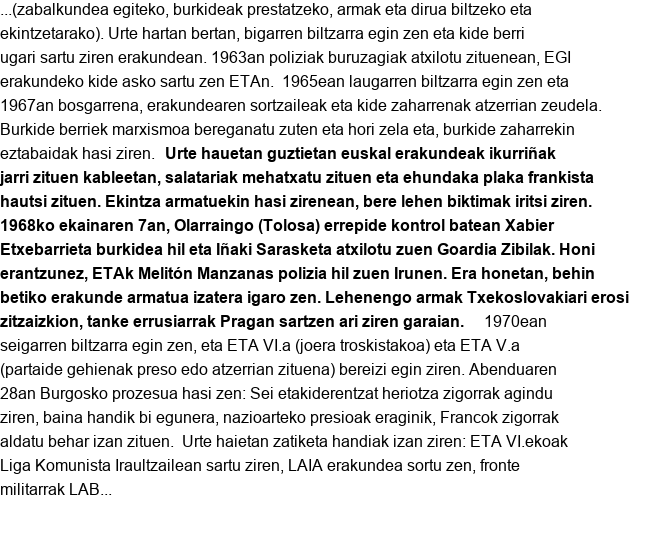 ...(zabalkundea egiteko, burkideak prestatzeko, armak eta dirua biltzeko eta
ekintzetarako). Urte hartan bertan, bigarren biltzarra egin zen eta kide berri
ugari sartu ziren erakundean. 1963an poliziak buruzagiak atxilotu zituenean, EGI
erakundeko kide asko sartu zen ETAn.  1965ean laugarren biltzarra egin zen eta
1967an bosgarrena, erakundearen sortzaileak eta kide zaharrenak atzerrian zeudela.
Burkide berriek marxismoa bereganatu zuten eta hori zela eta, burkide zaharrekin
eztabaidak hasi ziren.  Urte hauetan guztietan euskal erakundeak ikurriñak
jarri zituen kableetan, salatariak mehatxatu zituen eta ehundaka plaka frankista
hautsi zituen. Ekintza armatuekin hasi zirenean, bere lehen biktimak iritsi ziren.
1968ko ekainaren 7an, Olarraingo (Tolosa) errepide kontrol batean Xabier
Etxebarrieta burkidea hil eta Iñaki Sarasketa atxilotu zuen Goardia Zibilak. Honi
erantzunez, ETAk Melitón Manzanas polizia hil zuen Irunen. Era honetan, behin
betiko erakunde armatua izatera igaro zen. Lehenengo armak Txekoslovakiari erosi
zitzaizkion, tanke errusiarrak Pragan sartzen ari ziren garaian.    1970ean
seigarren biltzarra egin zen, eta ETA VI.a (joera troskistakoa) eta ETA V.a
(partaide gehienak preso edo atzerrian zituena) bereizi egin ziren. Abenduaren
28an Burgosko prozesua hasi zen: Sei etakiderentzat heriotza zigorrak agindu
ziren, baina handik bi egunera, nazioarteko presioak eraginik, Francok zigorrak
aldatu behar izan zituen.  Urte haietan zatiketa handiak izan ziren: ETA VI.ekoak
Liga Komunista Iraultzailean sartu ziren, LAIA erakundea sortu zen, fronte
militarrak LAB...